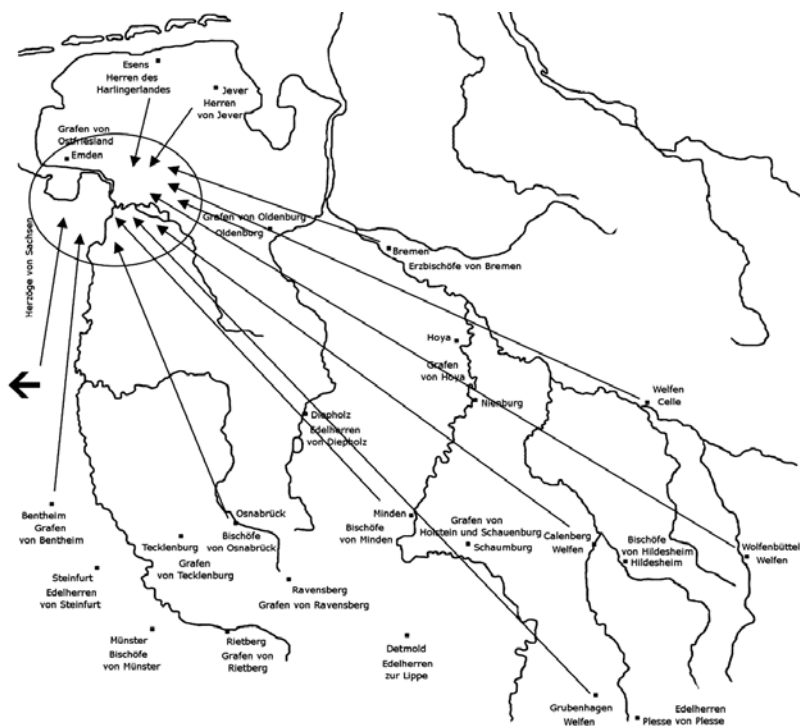 Esens
Herren des
Harlingerlandes
Jever
Herren
von Jever
Grafen von
Ostfriesland
Emden
Herzöge von Sachsen
Grafen von Oldenburg
Oldenburg
Bremen
Erzbischöfe von Bremen
Hoya
Grafen
von Hoya
Nienburg
Welfen
Celle
Diepholz
Edelherren
von Diepholz
Bentheim
Grafen
von Bentheim
Osnabrück
Bischöfe
von Osnabrück
Minden
Bischöfe
von Minden
Grafen von
Holstein und Schauenburg
Schaumburg
Calenberg
Welfen
Bischöfe
von Hildesheim
Hildesheim
Wolfenbüttel
Welfen
Tecklenburg
Grafen
von Tecklenburg
Steinfurt
Edelherren
von Steinfurt
Ravensberg
Grafen von Ravensberg
Münster
Bischöfe
von Münster
Rietberg
Grafen von
Rietberg
Detmold
Edelherren
zur Lippe
Grubenhagen
Welfen
Edelherren
Plesse von Plesse